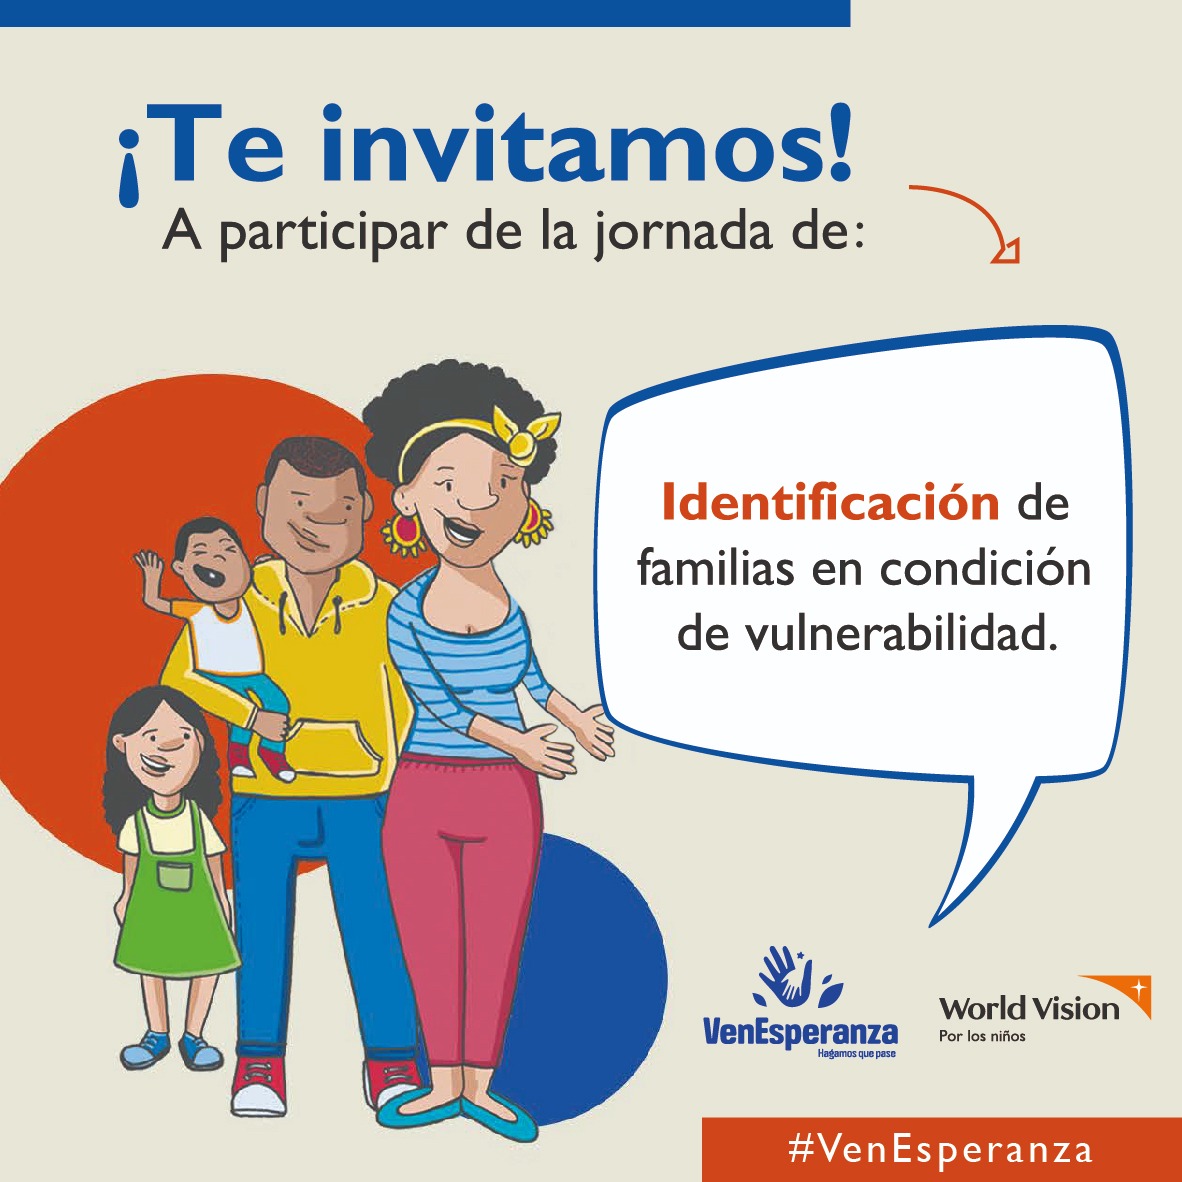 ¡Te invitamos!
A participar de la jornada de:
Identificación de
familias en condición
de vulnerabilidad.
VenEsperanza
Hagamos que pase
World Vision
Por los niños
#VenEsperanza